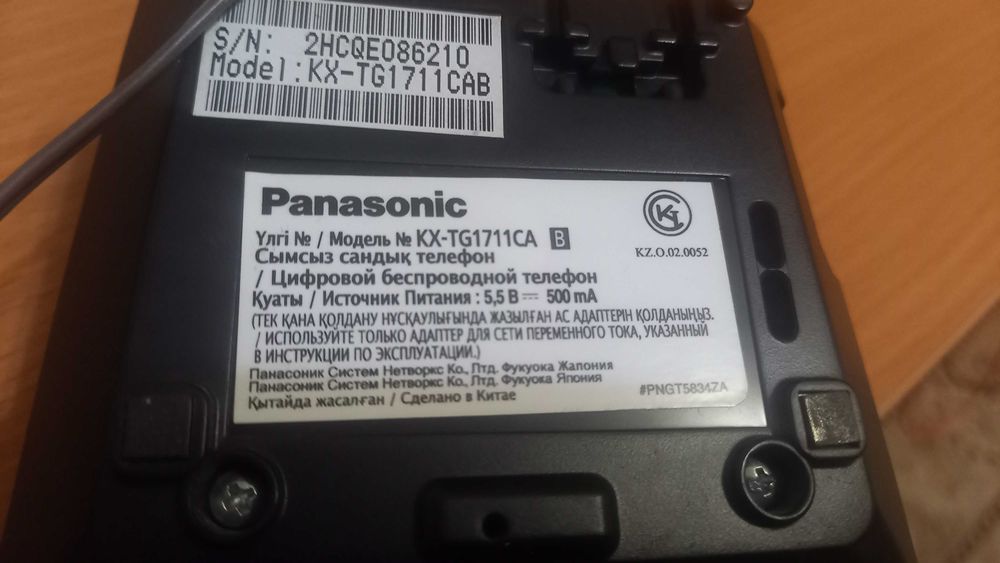 S/N: 2HCQE086210
Model:KX-TG1711CAB
Panasonic
Үлгі № / Модель № KX-TG1711CA B
KZ.O.02.0052
Сымсыз сандық телефон
/ Цифровой беспроводной телефон
Қуаты / Источник Питания : 5,5 В ⎓ 500 mA
(ТЕК ҚАНА ҚОЛДАНУ НҰСҚАУЛЫҒЫНДА ЖАЗЫЛҒАН АС АДАПТЕРІН ҚОЛДАНЫҢЫЗ.
/ ИСПОЛЬЗУЙТЕ ТОЛЬКО АДАПТЕР ДЛЯ СЕТИ ПЕРЕМЕННОГО ТОКА, УКАЗАННЫЙ
В ИНСТРУКЦИИ ПО ЭКСПЛУАТАЦИИ.)
Панасоник Систем Нетворкс Ко., Лтд. Фукуока Жапония
Панасоник Систем Нетворкс Ко., Лтд. Фукуока Япония
Қытайда жасалған / Сделано в Китае
#PNGT5834ZA